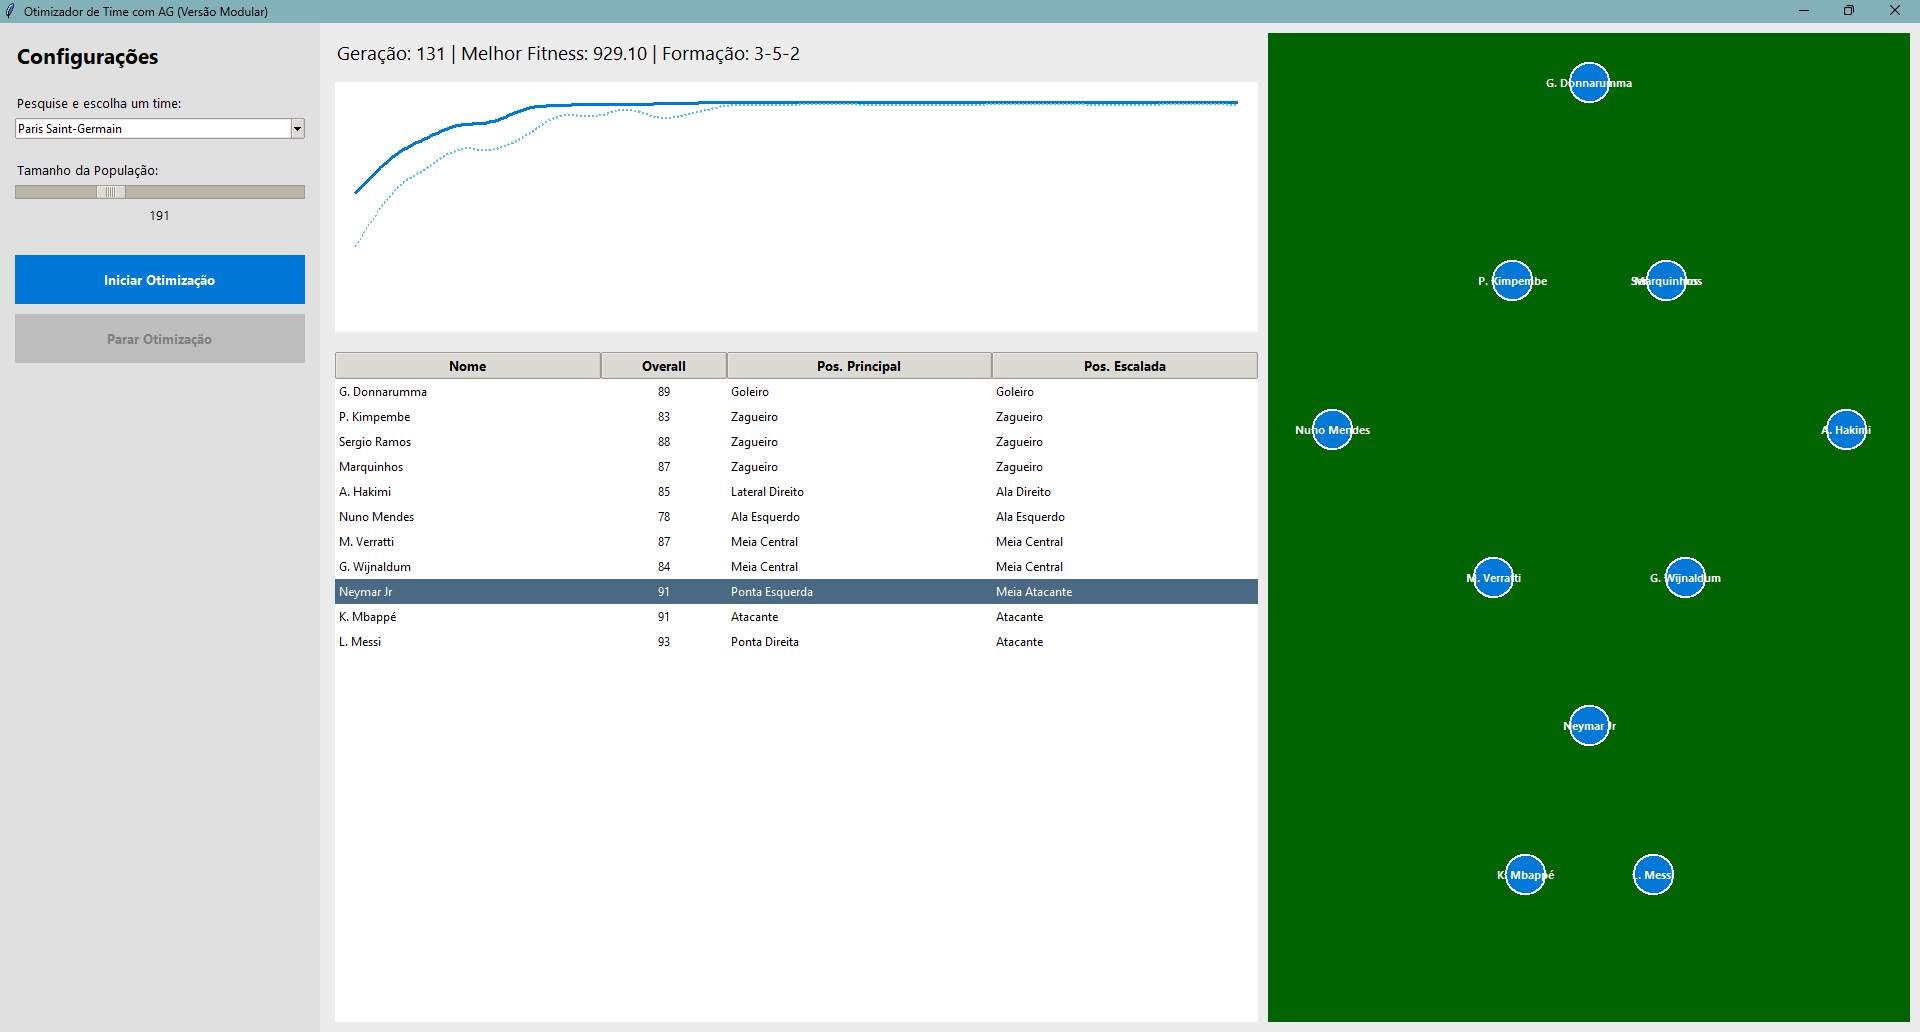 Otimizador de Time com AG (Versão Modular)
Configurações
Pesquise e escolha um time:
Paris Saint-Germain
Tamanho da População:
191
Iniciar Otimização
Parar Otimização
Geração: 131 | Melhor Fitness: 929.10 | Formação: 3-5-2
Nome Overall Pos. Principal Pos. Escalada
G. Donnarumma 89 Goleiro Goleiro
P. Kimpembe 83 Zagueiro Zagueiro
Sergio Ramos 88 Zagueiro Zagueiro
Marquinhos 87 Zagueiro Zagueiro
A. Hakimi 85 Lateral Direito Ala Direito
Nuno Mendes 78 Ala Esquerdo Ala Esquerdo
M. Verratti 87 Meia Central Meia Central
G. Wijnaldum 84 Meia Central Meia Central
Neymar Jr 91 Ponta Esquerda Meia Atacante
K. Mbappé 91 Atacante Atacante
L. Messi 93 Ponta Direita Atacante
G. Donnarumma
P. Kimpembe
Marquinhos
Nuno Mendes
A. Hakimi
M. Verratti
G. Wijnaldum
Neymar Jr
K. Mbappé
L. Messi